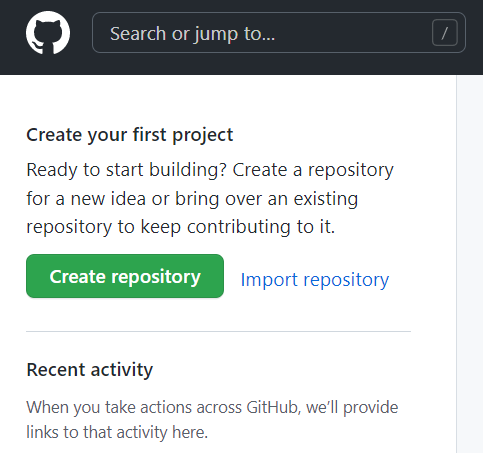 Search or jump to...
/
Create your first project
Ready to start building? Create a repository
for a new idea or bring over an existing
repository to keep contributing to it.
Create repository
Import repository
Recent activity
When you take actions across GitHub, we’ll provide
links to that activity here.